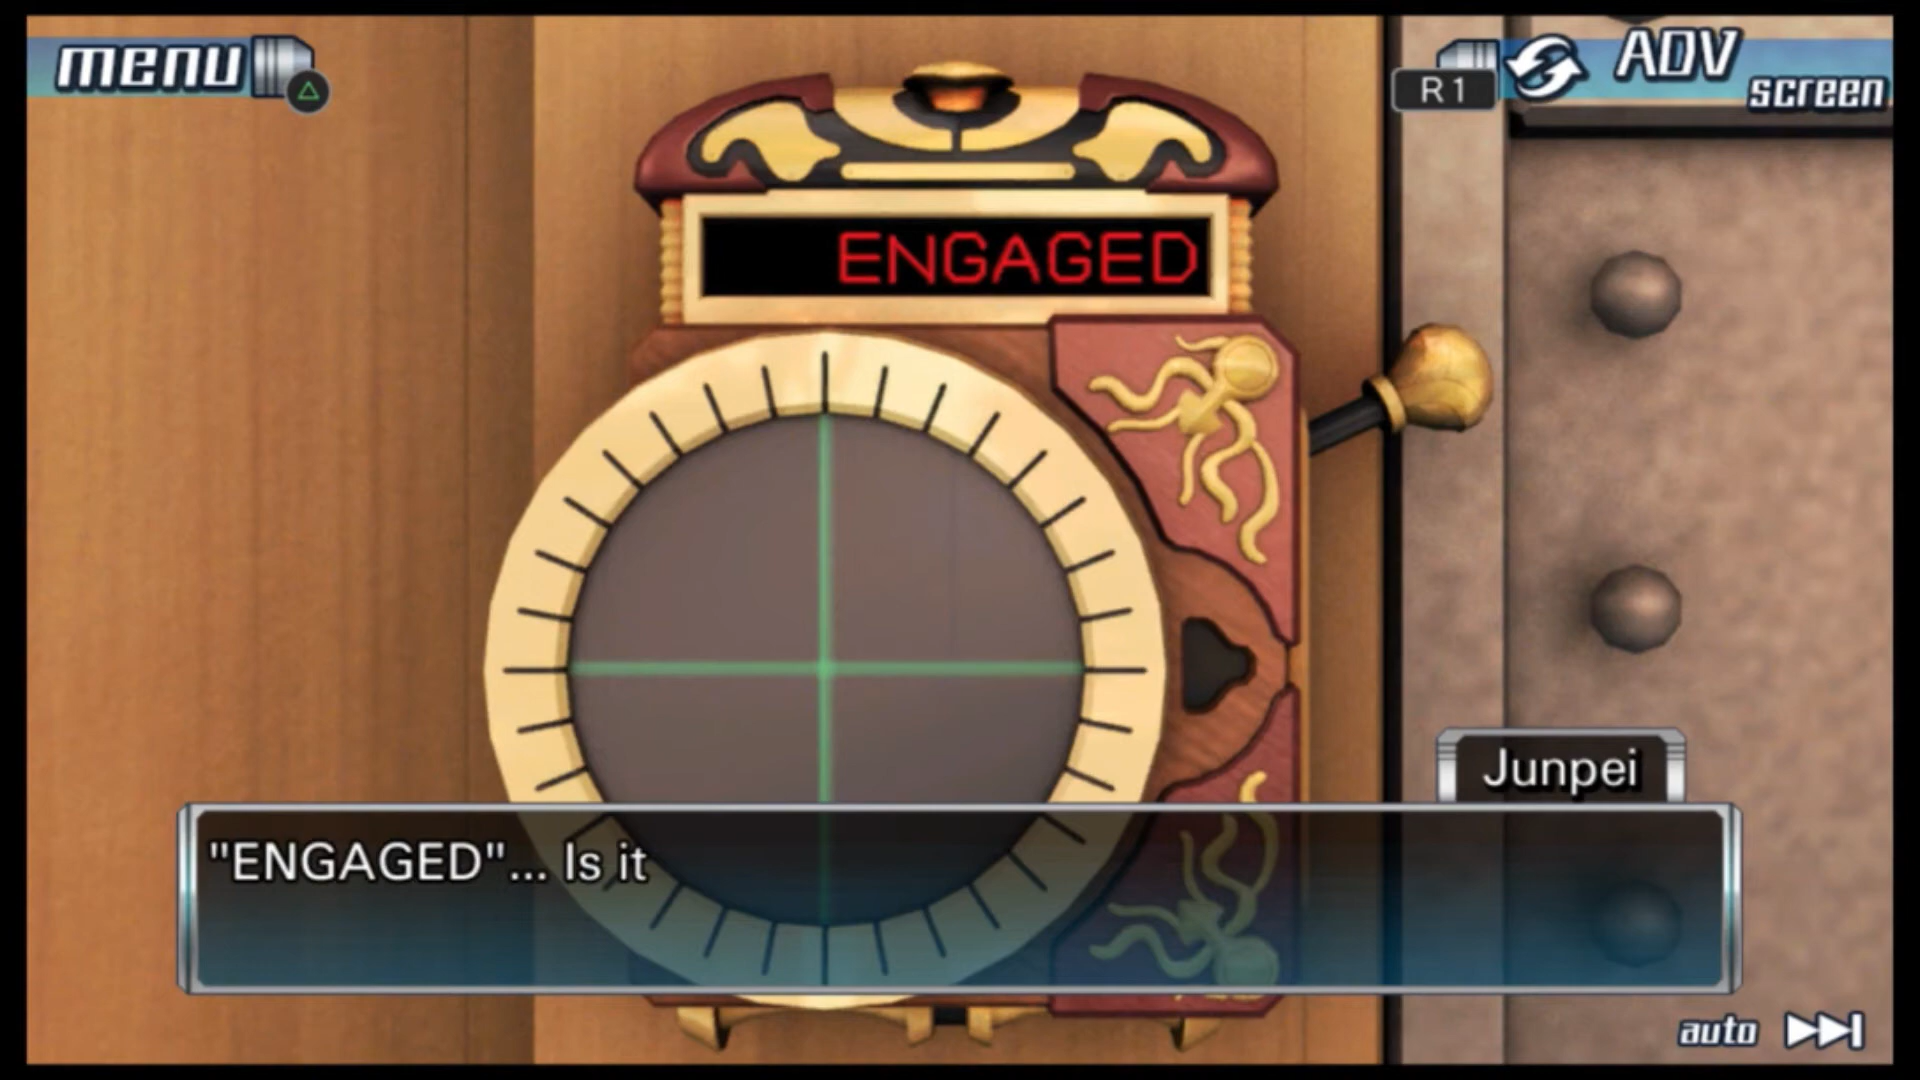 menu
R1
ADV
screen
ENGAGED
Junpei
"ENGAGED"... Is it
auto